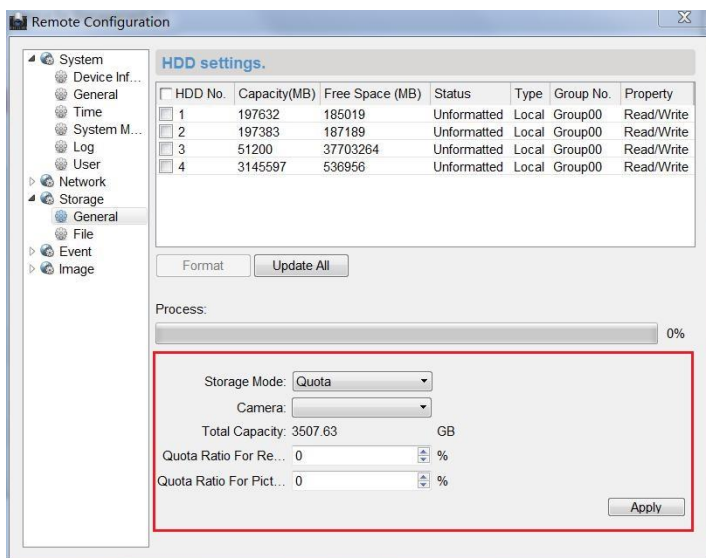 Remote Configuration
System
Device Inf...
General
Time
System M...
Log
User
Network
Storage
General
File
Event
Image
HDD settings.
HDD No. Capacity(MB) Free Space (MB) Status Type Group No. Property
1 197632 185019 Unformatted Local Group00 Read/Write
2 197383 187189 Unformatted Local Group00 Read/Write
3 51200 37703264 Unformatted Local Group00 Read/Write
4 3145597 536956 Unformatted Local Group00 Read/Write
Format Update All
Process:
0%
Storage Mode: Quota
Camera:
Total Capacity: 3507.63 GB
Quota Ratio For Re... 0 %
Quota Ratio For Pict... 0 %
Apply